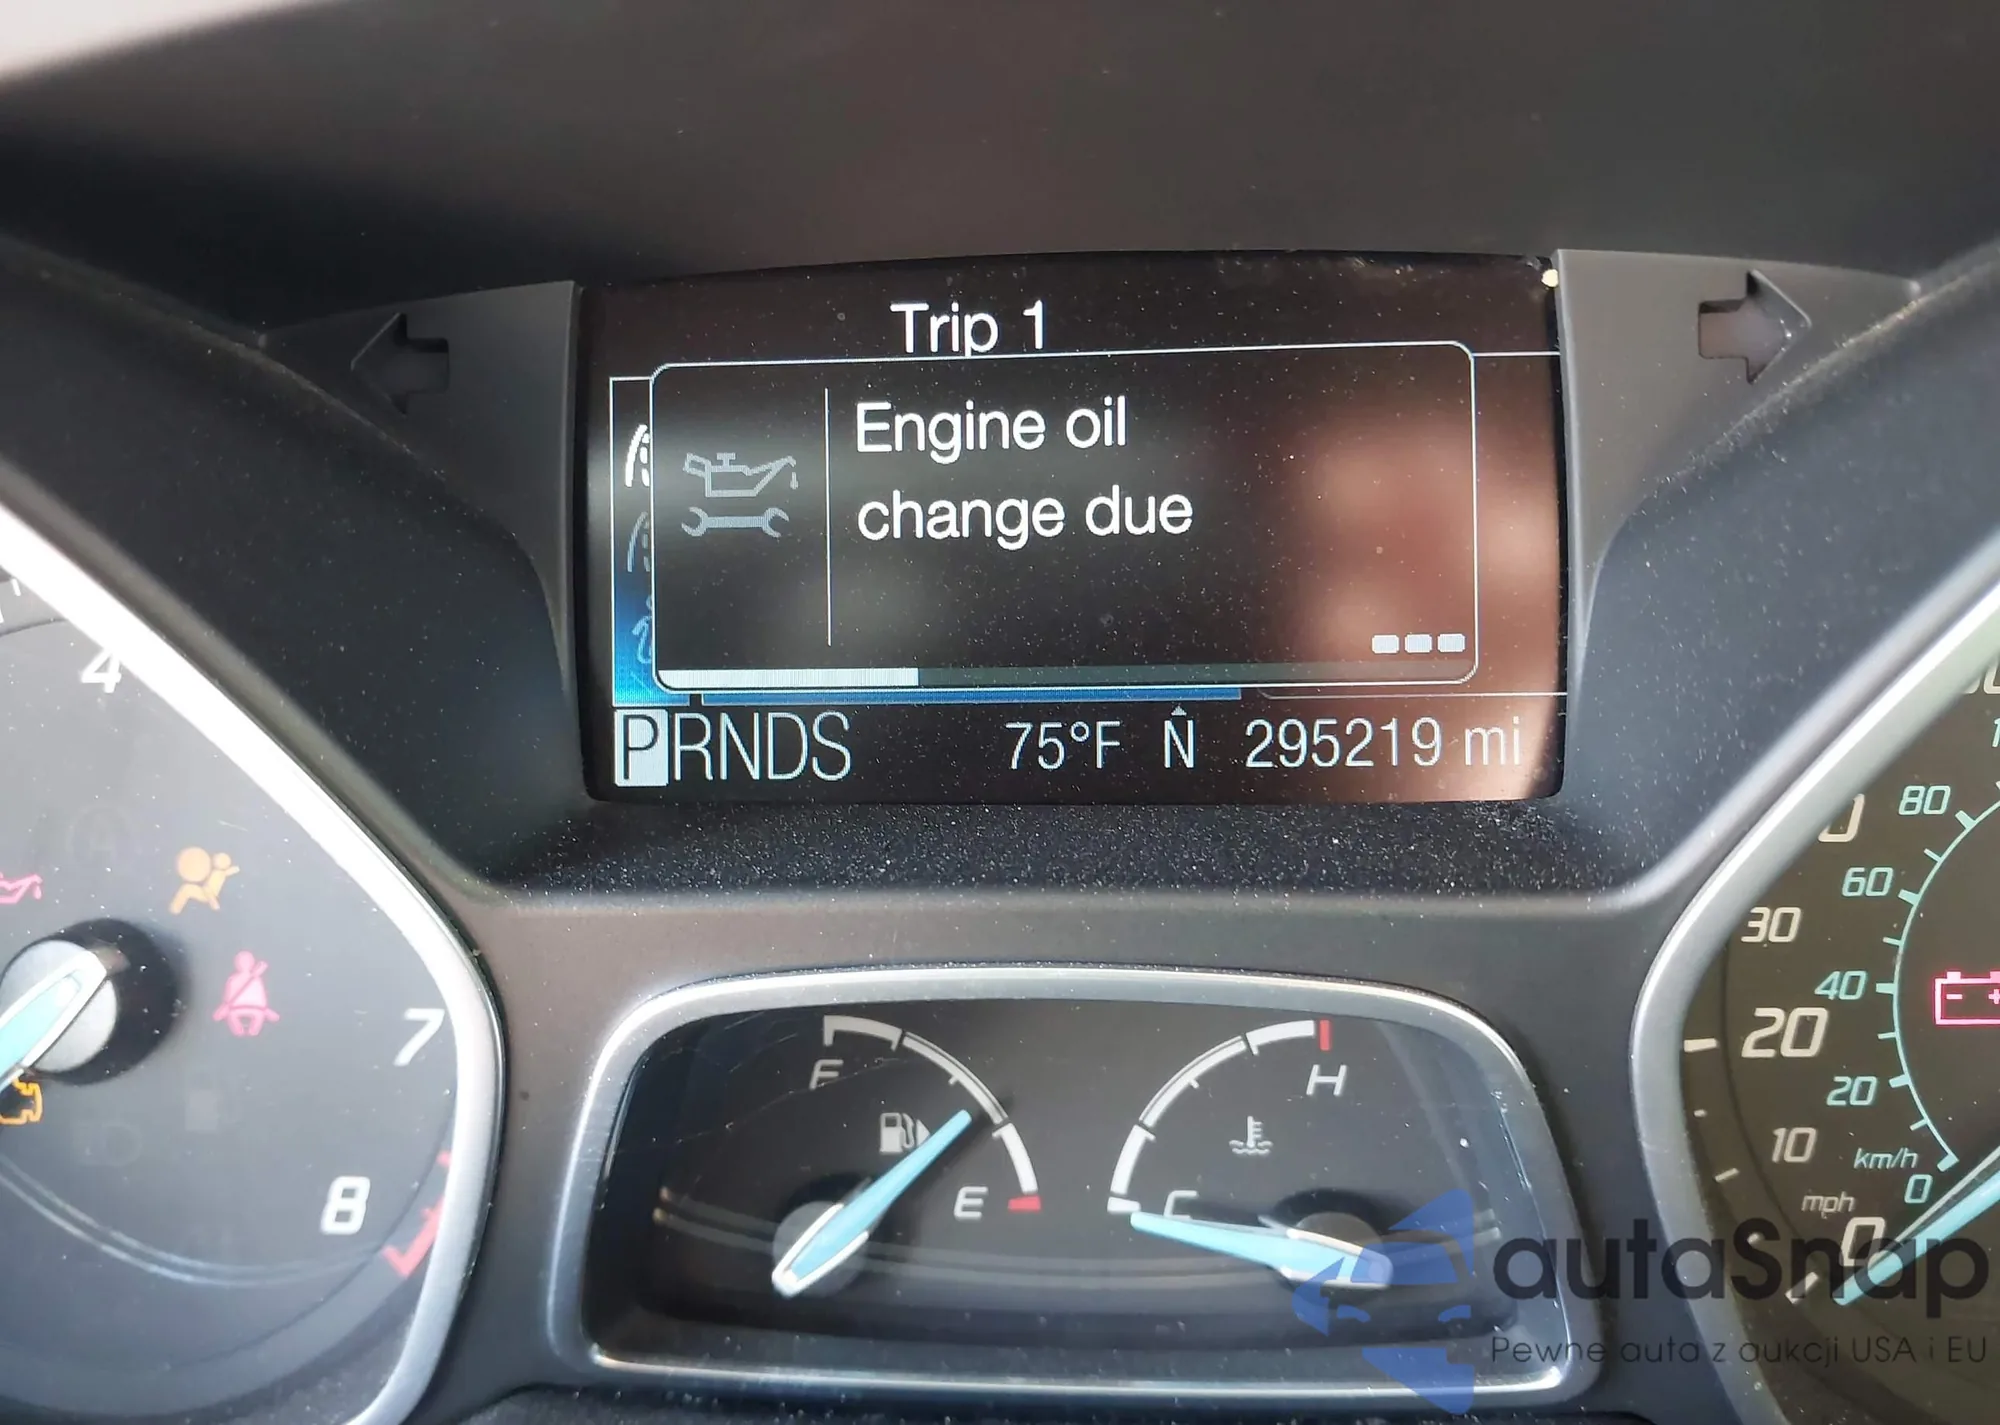 Trip 1
Engine oil
change due
PRNDS 75°F N 295219 mi
4
7
8
F
E
H
C
80
60
30
40
20
20
10
km/h
0
mph
0
autaSnap
Pewne auta z aukcji USA i EU